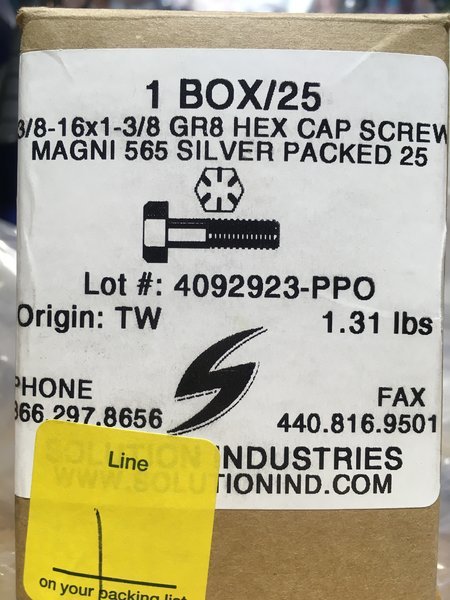 1 BOX/25
3/8-16x1-3/8 GR8 HEX CAP SCREW
MAGNI 565 SILVER PACKED 25
Lot #: 4092923-PPO
Origin: TW 1.31 lbs
PHONE FAX
866.297.8656 440.816.9501
SOLUTION INDUSTRIES
WWW.SOLUTIONIND.COM
Line
1
on your packing list